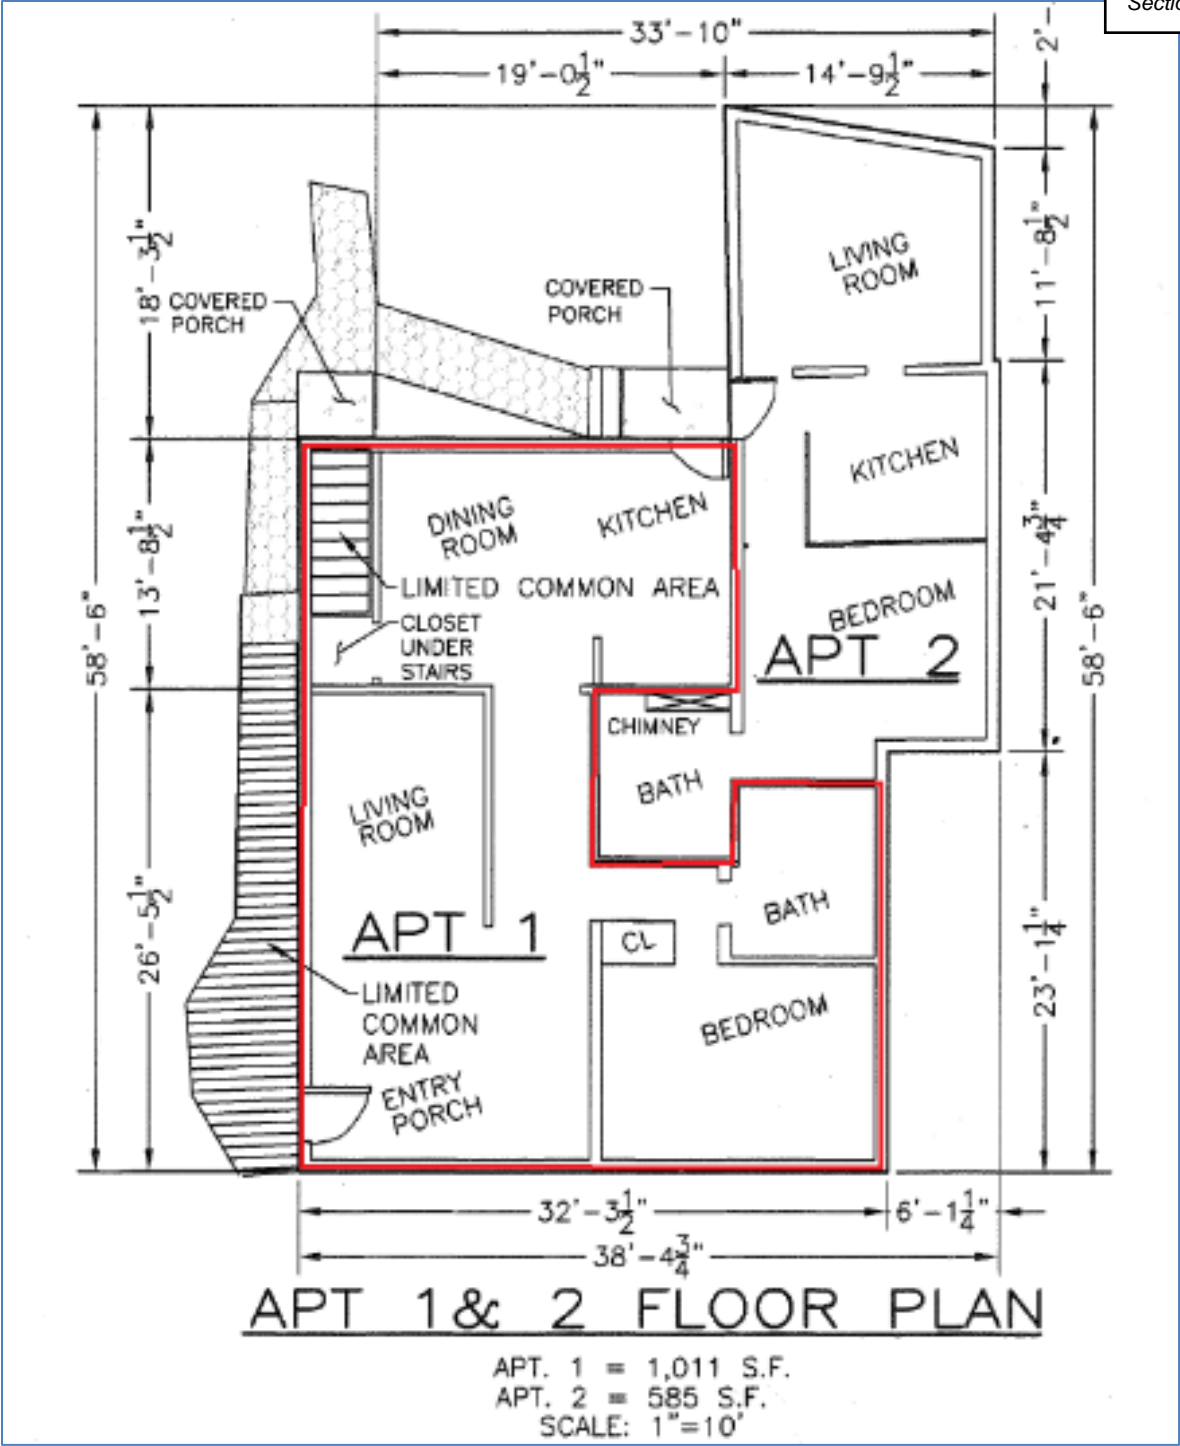 Sectio
33'-10"
2'-
19'-0½"
14'-9½"
18'-3½"
11'-8½"
LIVING
ROOM
COVERED
PORCH
COVERED
PORCH
KITCHEN
DINING
ROOM
KITCHEN
13'-8½"
21'-4¾"
58'-6"
58'-6"
LIMITED COMMON AREA
BEDROOM
CLOSET
UNDER
STAIRS
APT 2
CHIMNEY
BATH
LIVING
ROOM
26'-5½"
BATH
APT 1
CL
23'-1¼"
LIMITED
COMMON
AREA
BEDROOM
ENTRY
PORCH
32'-3½"
6'-1¼"
38'-4¾"
APT 1& 2 FLOOR PLAN
APT. 1 = 1,011 S.F.
APT. 2 = 585 S.F.
SCALE: 1"=10'